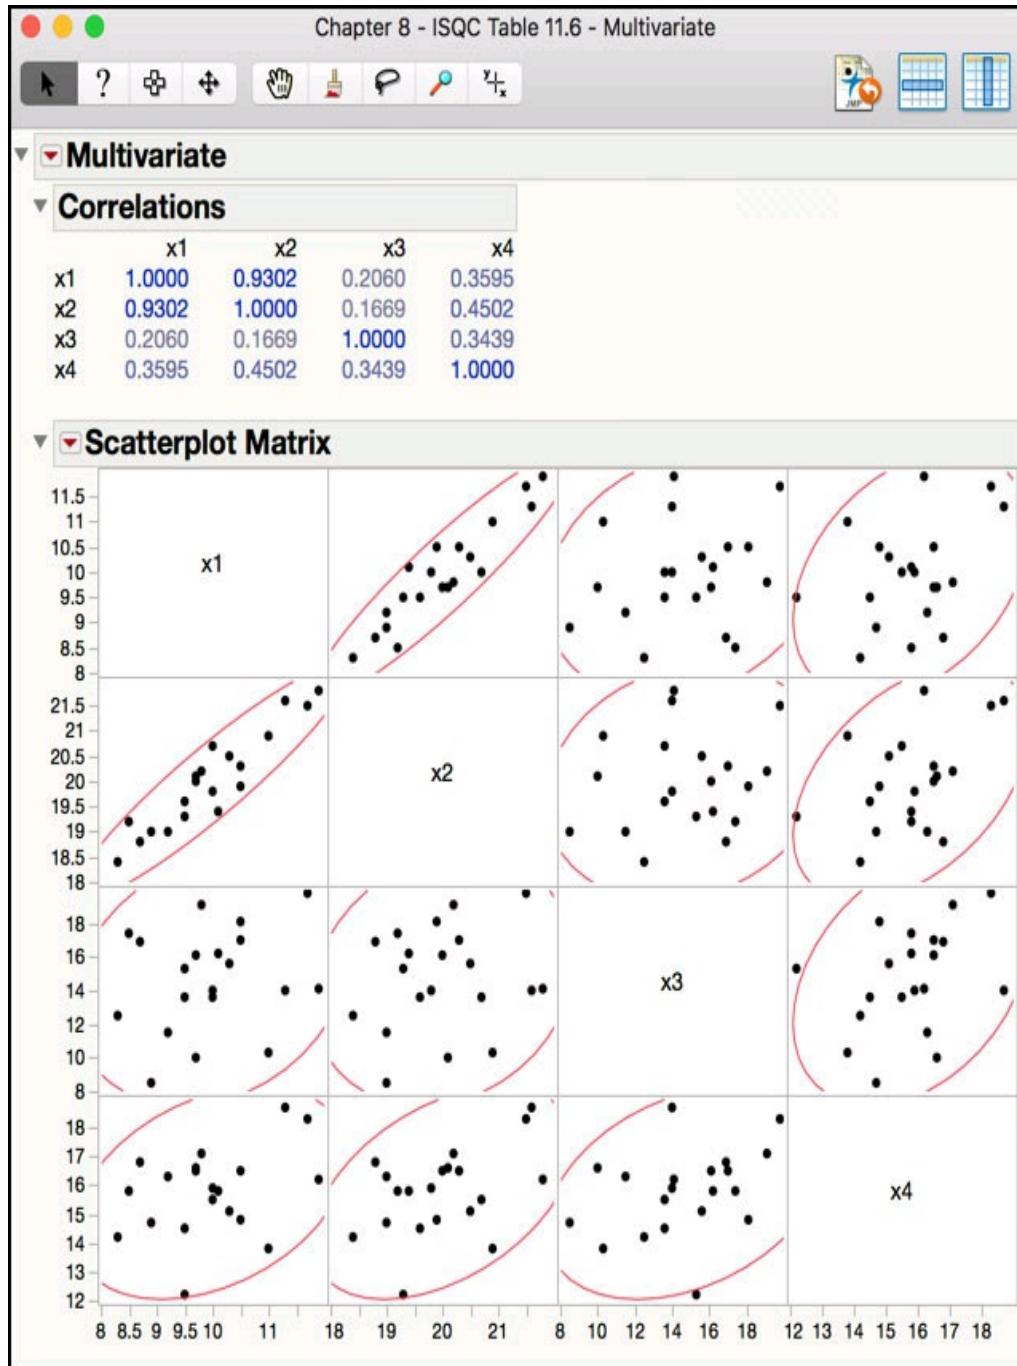 Chapter 8 - ISQC Table 11.6 - Multivariate
?
y x
JMP
Multivariate
Correlations
x1 x2 x3 x4
x1 1.0000 0.9302 0.2060 0.3595
x2 0.9302 1.0000 0.1669 0.4502
x3 0.2060 0.1669 1.0000 0.3439
x4 0.3595 0.4502 0.3439 1.0000
Scatterplot Matrix
11.5
11
10.5
10
9.5
9
8.5
8
x1
21.5
21
20.5
20
19.5
19
18.5
18
x2
18
16
14
12
10
8
x3
18
17
16
15
14
13
12
x4
8 8.5 9 9.5 10 11 18 19 20 21 8 10 12 14 16 18 12 13 14 15 16 17 18